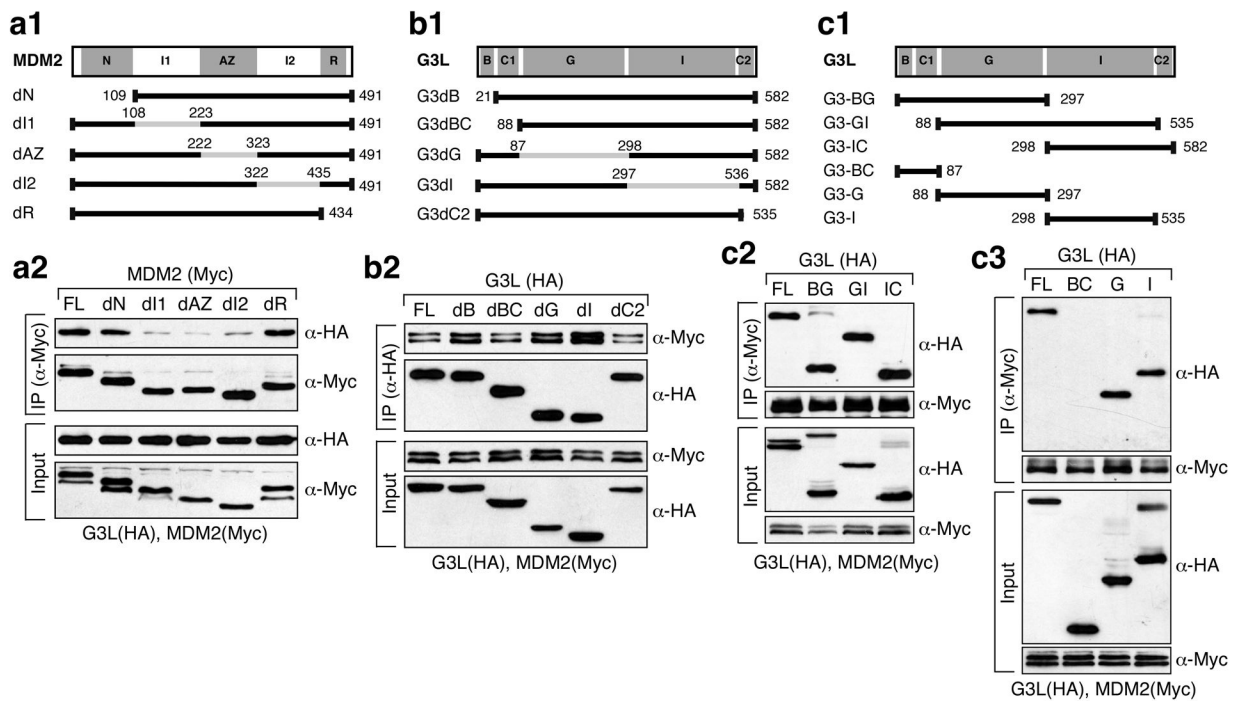 a1
MDM2 N I1 AZ I2 R
dN 109 491
dI1 108 223 491
dAZ 222 323 491
dI2 322 435 491
dR 434
b1
G3L B C1 G I C2
G3dB 21 582
G3dBC 88 582
G3dG 87 298 582
G3dI 297 536 582
G3dC2 535
c1
G3L B C1 G I C2
G3-BG 297
G3-GI 88 535
G3-IC 298 582
G3-BC 87
G3-G 88 297
G3-I 298 535
a2
MDM2 (Myc)
FL dN dI1 dAZ dI2 dR
IP (α-Myc)
α-HA
α-Myc
Input
α-HA
α-Myc
G3L(HA), MDM2(Myc)
b2
G3L (HA)
FL dB dBC dG dI dC2
IP (α-HA)
α-Myc
α-HA
Input
α-Myc
α-HA
G3L(HA), MDM2(Myc)
c2
G3L (HA)
FL BG GI IC
IP (α-Myc)
α-HA
α-Myc
Input
α-HA
α-Myc
G3L(HA), MDM2(Myc)
c3
G3L (HA)
FL BC G I
IP (α-Myc)
α-HA
α-Myc
Input
α-HA
α-Myc
G3L(HA), MDM2(Myc)